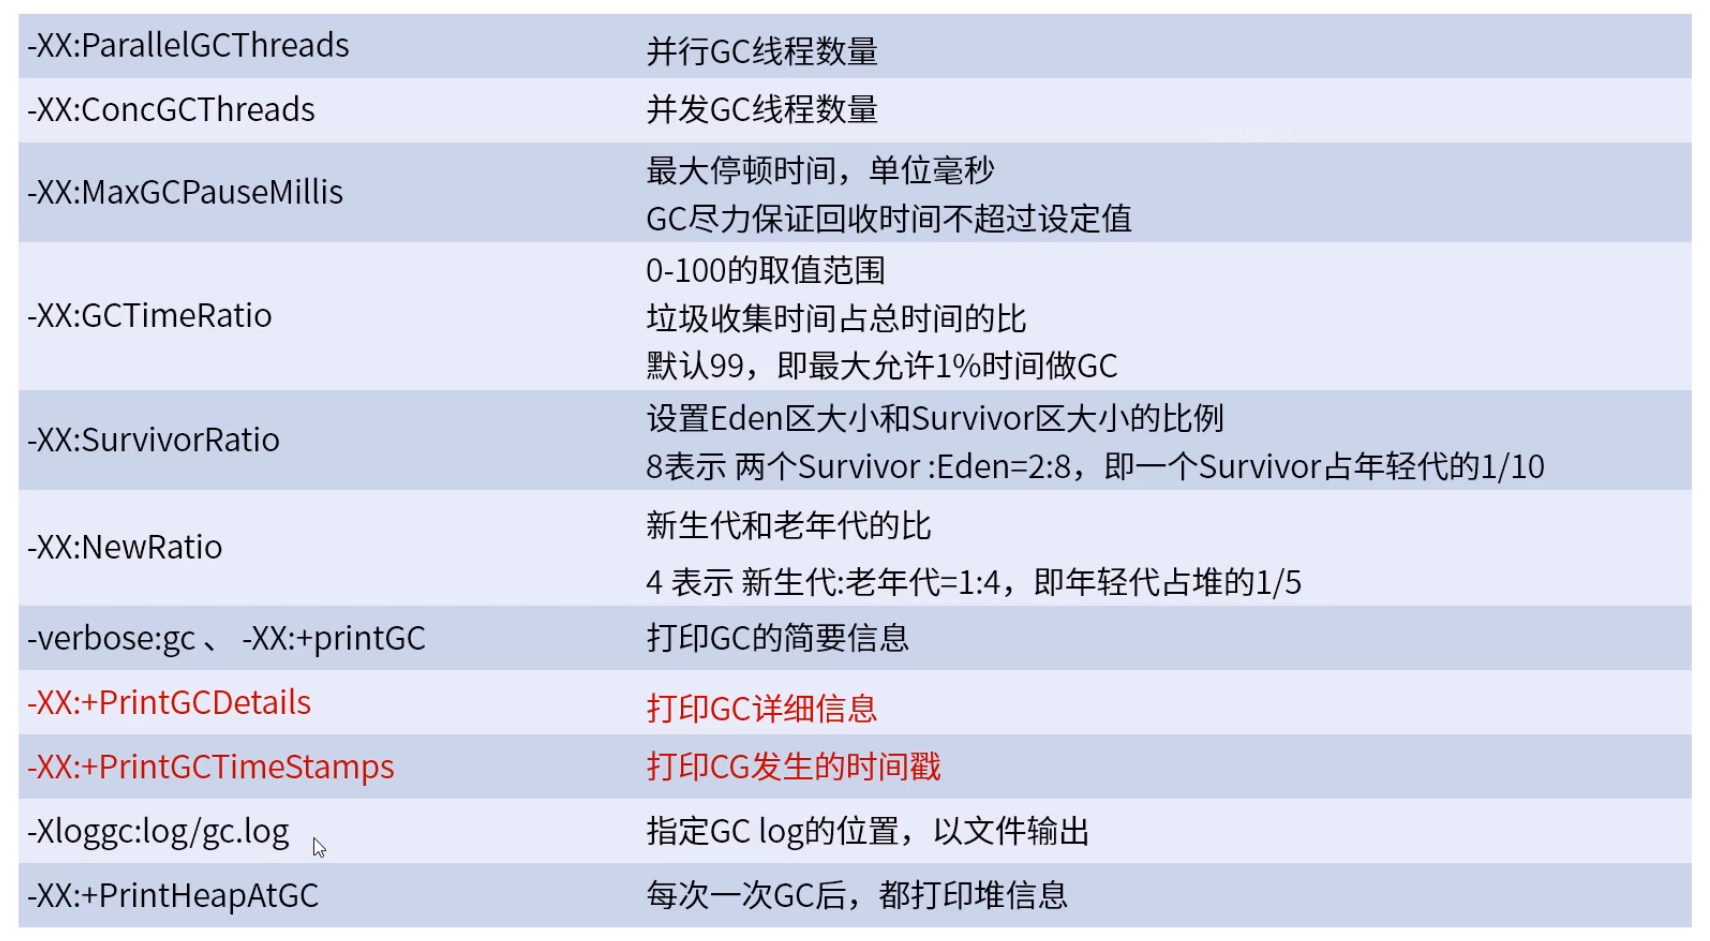 -XX:ParallelGCThreads
并行GC线程数量
-XX:ConcGCThreads
并发GC线程数量
-XX:MaxGCPauseMillis
最大停顿时间，单位毫秒
GC尽力保证回收时间不超过设定值
-XX:GCTimeRatio
0-100的取值范围
垃圾收集时间占总时间的比
默认99，即最大允许1%时间做GC
-XX:SurvivorRatio
设置Eden区大小和Survivor区大小的比例
8表示 两个Survivor :Eden=2:8，即一个Survivor占年轻代的1/10
-XX:NewRatio
新生代和老年代的比
4 表示 新生代:老年代=1:4，即年轻代占堆的1/5
-verbose:gc 、 -XX:+printGC
打印GC的简要信息
-XX:+PrintGCDetails
打印GC详细信息
-XX:+PrintGCTimeStamps
打印CG发生的时间戳
-Xloggc:log/gc.log
指定GC log的位置，以文件输出
-XX:+PrintHeapAtGC
每次一次GC后，都打印堆信息